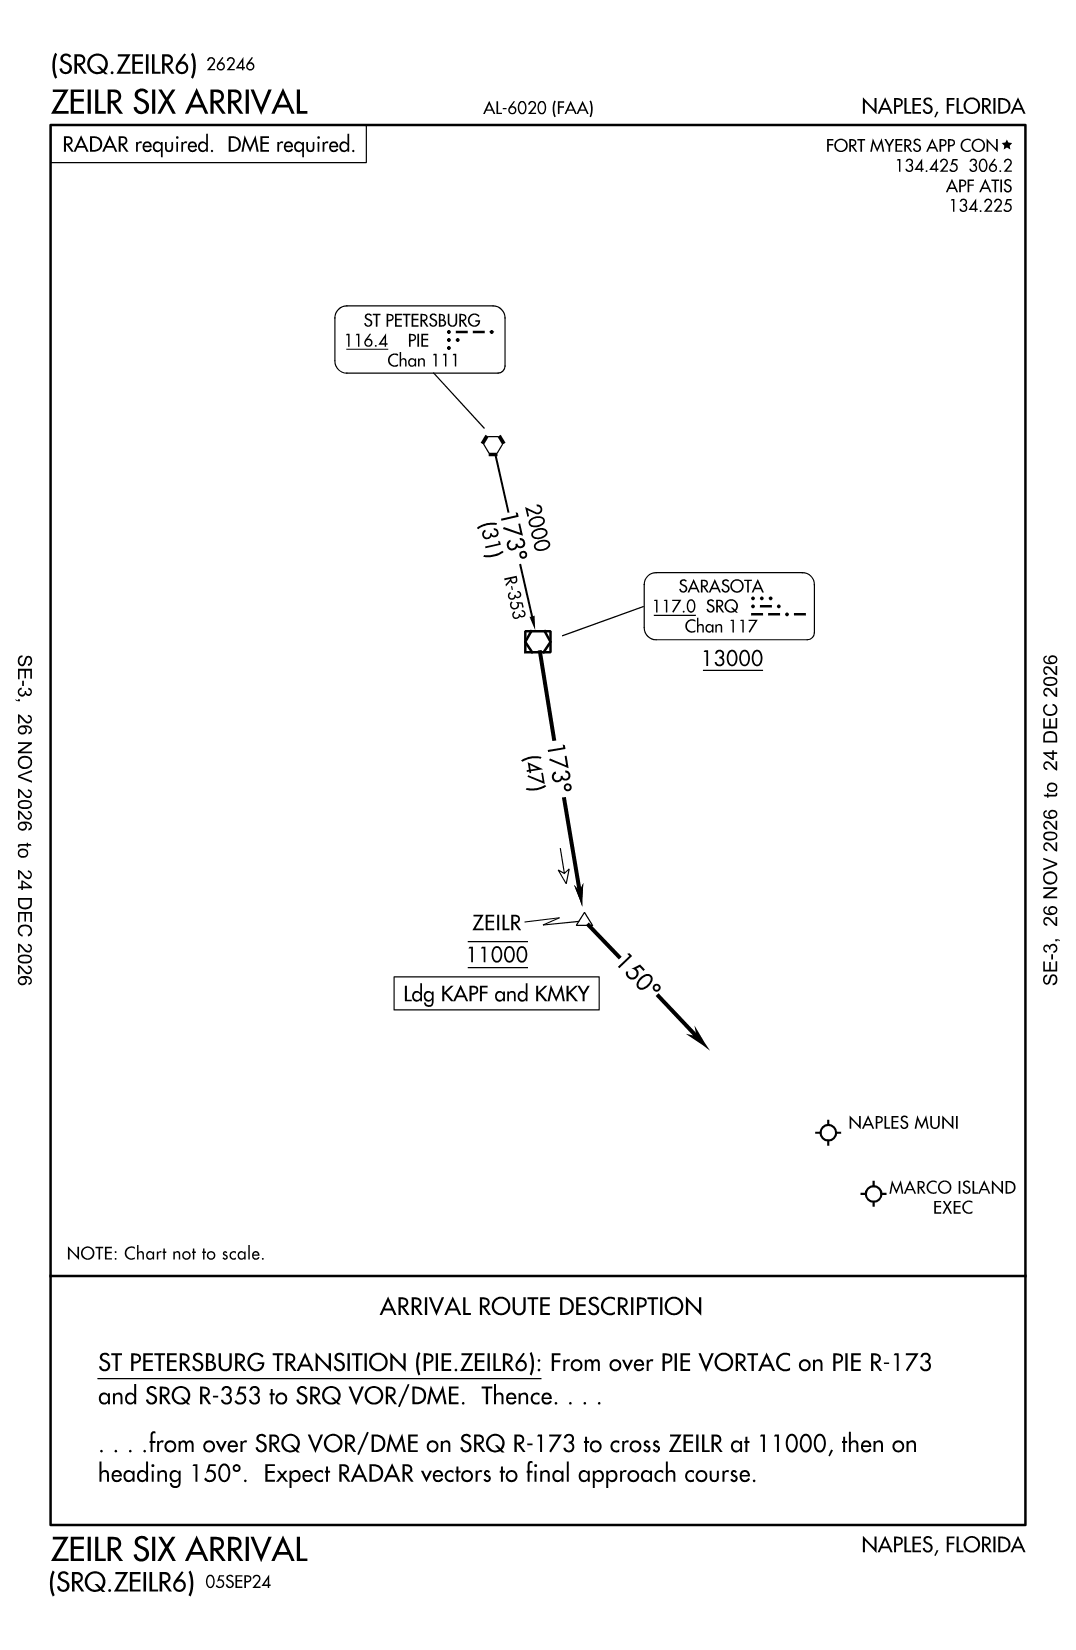 (SRQ.ZEILR6) 26246
ZEILR SIX ARRIVAL
AL-6020 (FAA)
NAPLES, FLORIDA
RADAR required. DME required.
FORT MYERS APP CON★
134.425 306.2
APF ATIS
134.225
ST PETERSBURG
116.4 PIE
Chan 111
2000
173°
(31)
R-353
SARASOTA
117.0 SRQ
Chan 117
13000
173°
(47)
ZEILR
11000
Ldg KAPF and KMKY
150°
NAPLES MUNI
MARCO ISLAND
EXEC
NOTE: Chart not to scale.
SE-3, 26 NOV 2026 to 24 DEC 2026
SE-3, 26 NOV 2026 to 24 DEC 2026
ARRIVAL ROUTE DESCRIPTION
ST PETERSBURG TRANSITION (PIE.ZEILR6): From over PIE VORTAC on PIE R-173
and SRQ R-353 to SRQ VOR/DME. Thence. . . .
. . . .from over SRQ VOR/DME on SRQ R-173 to cross ZEILR at 11000, then on
heading 150°. Expect RADAR vectors to final approach course.
ZEILR SIX ARRIVAL
(SRQ.ZEILR6) 05SEP24
NAPLES, FLORIDA